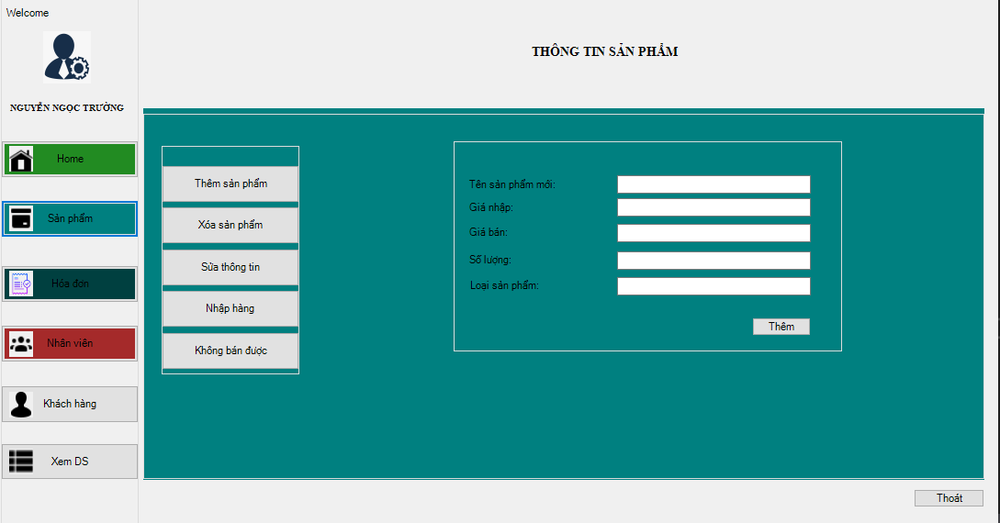 Welcome
NGUYỄN NGỌC TRƯỜNG
Home
Sản phẩm
Hóa đơn
Nhân viên
Khách hàng
Xem DS
THÔNG TIN SẢN PHẨM
Thêm sản phẩm
Xóa sản phẩm
Sửa thông tin
Nhập hàng
Không bán được
Tên sản phẩm mới:
Giá nhập:
Giá bán:
Số lượng:
Loại sản phẩm:
Thêm
Thoát